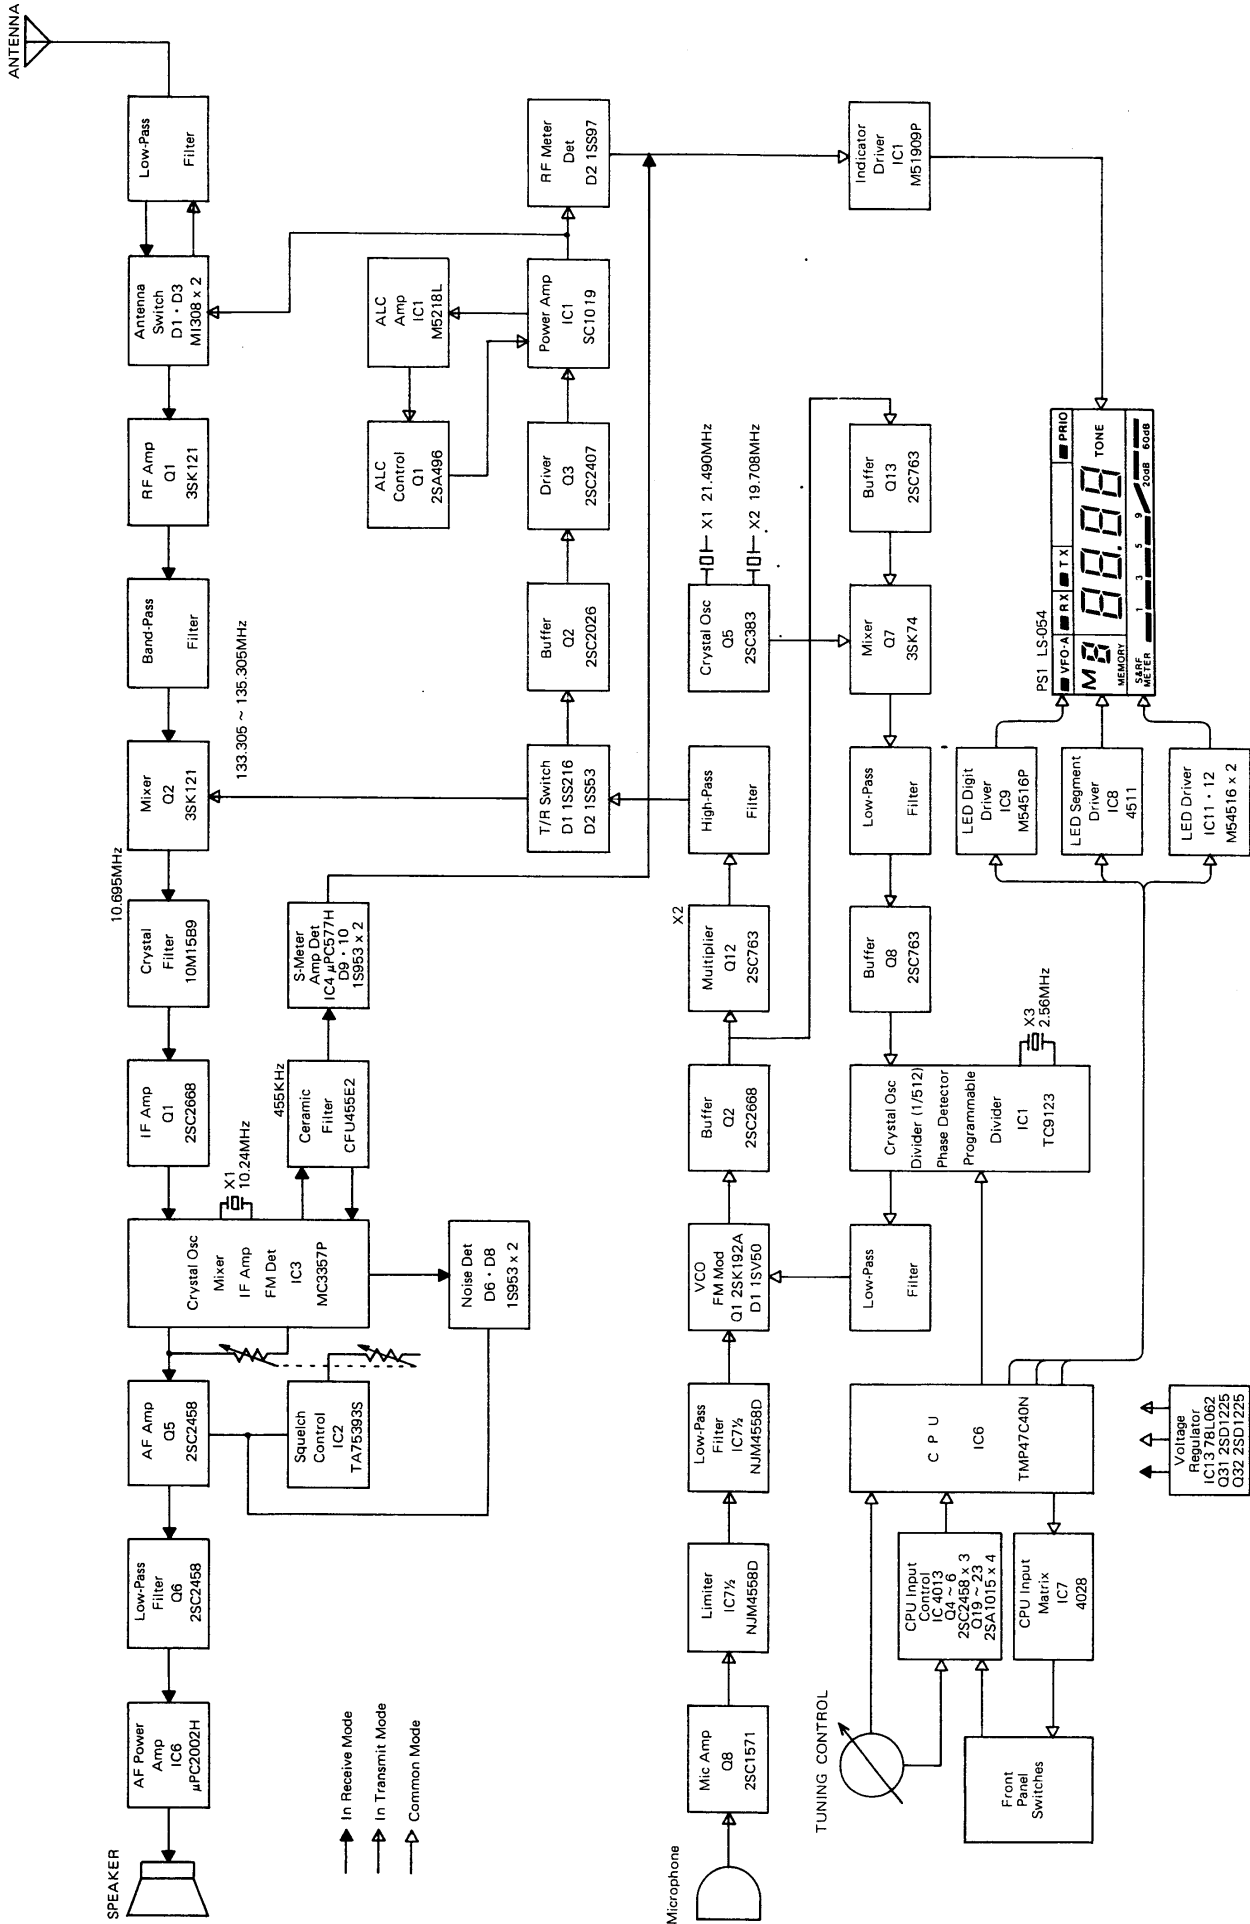 ANTENNA
Low-Pass
Filter
Antenna
Switch
D1 · D3
MI308 x 2
RF Amp
Q1
3SK121
Band-Pass
Filter
133.305 ~ 135.305MHz
Mixer
Q2
3SK121
10.695MHz
Crystal
Filter
10M15B9
IF Amp
Q1
2SC2668
Crystal Osc
Mixer
IF Amp
FM Det
IC3
MC3357P
X1
10.24MHz
455KHz
Ceramic
Filter
CFU455E2
S-Meter
Amp Det
IC4 μPC577H
D9 · 10
1S953 x 2
Noise Det
D6 · D8
1S953 x 2
AF Amp
Q5
2SC2458
Squelch
Control
IC2
TA75393S
Low-Pass
Filter
Q6
2SC2458
AF Power
Amp
IC6
μPC2002H
SPEAKER
In Receive Mode
In Transmit Mode
Common Mode
RF Meter
Det
D2 1SS97
ALC
Amp
IC1
M5218L
Power Amp
IC1
SC1019
ALC
Control
Q1
2SA496
Driver
Q3
2SC2407
Buffer
Q2
2SC2026
T/R Switch
D1 1SS216
D2 1SS53
Indicator
Driver
IC1
M51909P
X1 21.490MHz
X2 19.708MHz
Crystal Osc
Q5
2SC383
Buffer
Q13
2SC763
Mixer
Q7
3SK74
High-Pass
Filter
Low-Pass
Filter
X2
Multiplier
Q12
2SC763
Buffer
Q8
2SC763
Buffer
Q2
2SC2668
Crystal Osc
Divider (1/512)
Phase Detector
Programmable
Divider
IC1
TC9123
X3
2.56MHz
VCO
FM Mod
Q1 2SK192A
D1 1SV50
Low-Pass
Filter
Low-Pass
Filter
IC7½
NJM4558D
Limiter
IC7½
NJM4558D
Mic Amp
Q8
2SC1571
Microphone
PS1 LS-054
VFO-A RX TX PRIO
M8 88.88 TONE
MEMORY
S&RF
METER
1 3 5 9 20dB 60dB
LED Digit
Driver
IC9
M54516P
LED Segment
Driver
IC8
4511
LED Driver
IC11 · 12
M54516 x 2
C P U
IC6
TMP47C40N
CPU Input
Control
IC 4013
Q4 ~ 6
2SC2458 x 3
Q19 ~ 23
2SA1015 x 4
CPU Input
Matrix
IC7
4028
TUNING CONTROL
Front
Panel
Switches
Voltage
Regulator
IC13 78L062
Q31 2SD1225
Q32 2SD1225